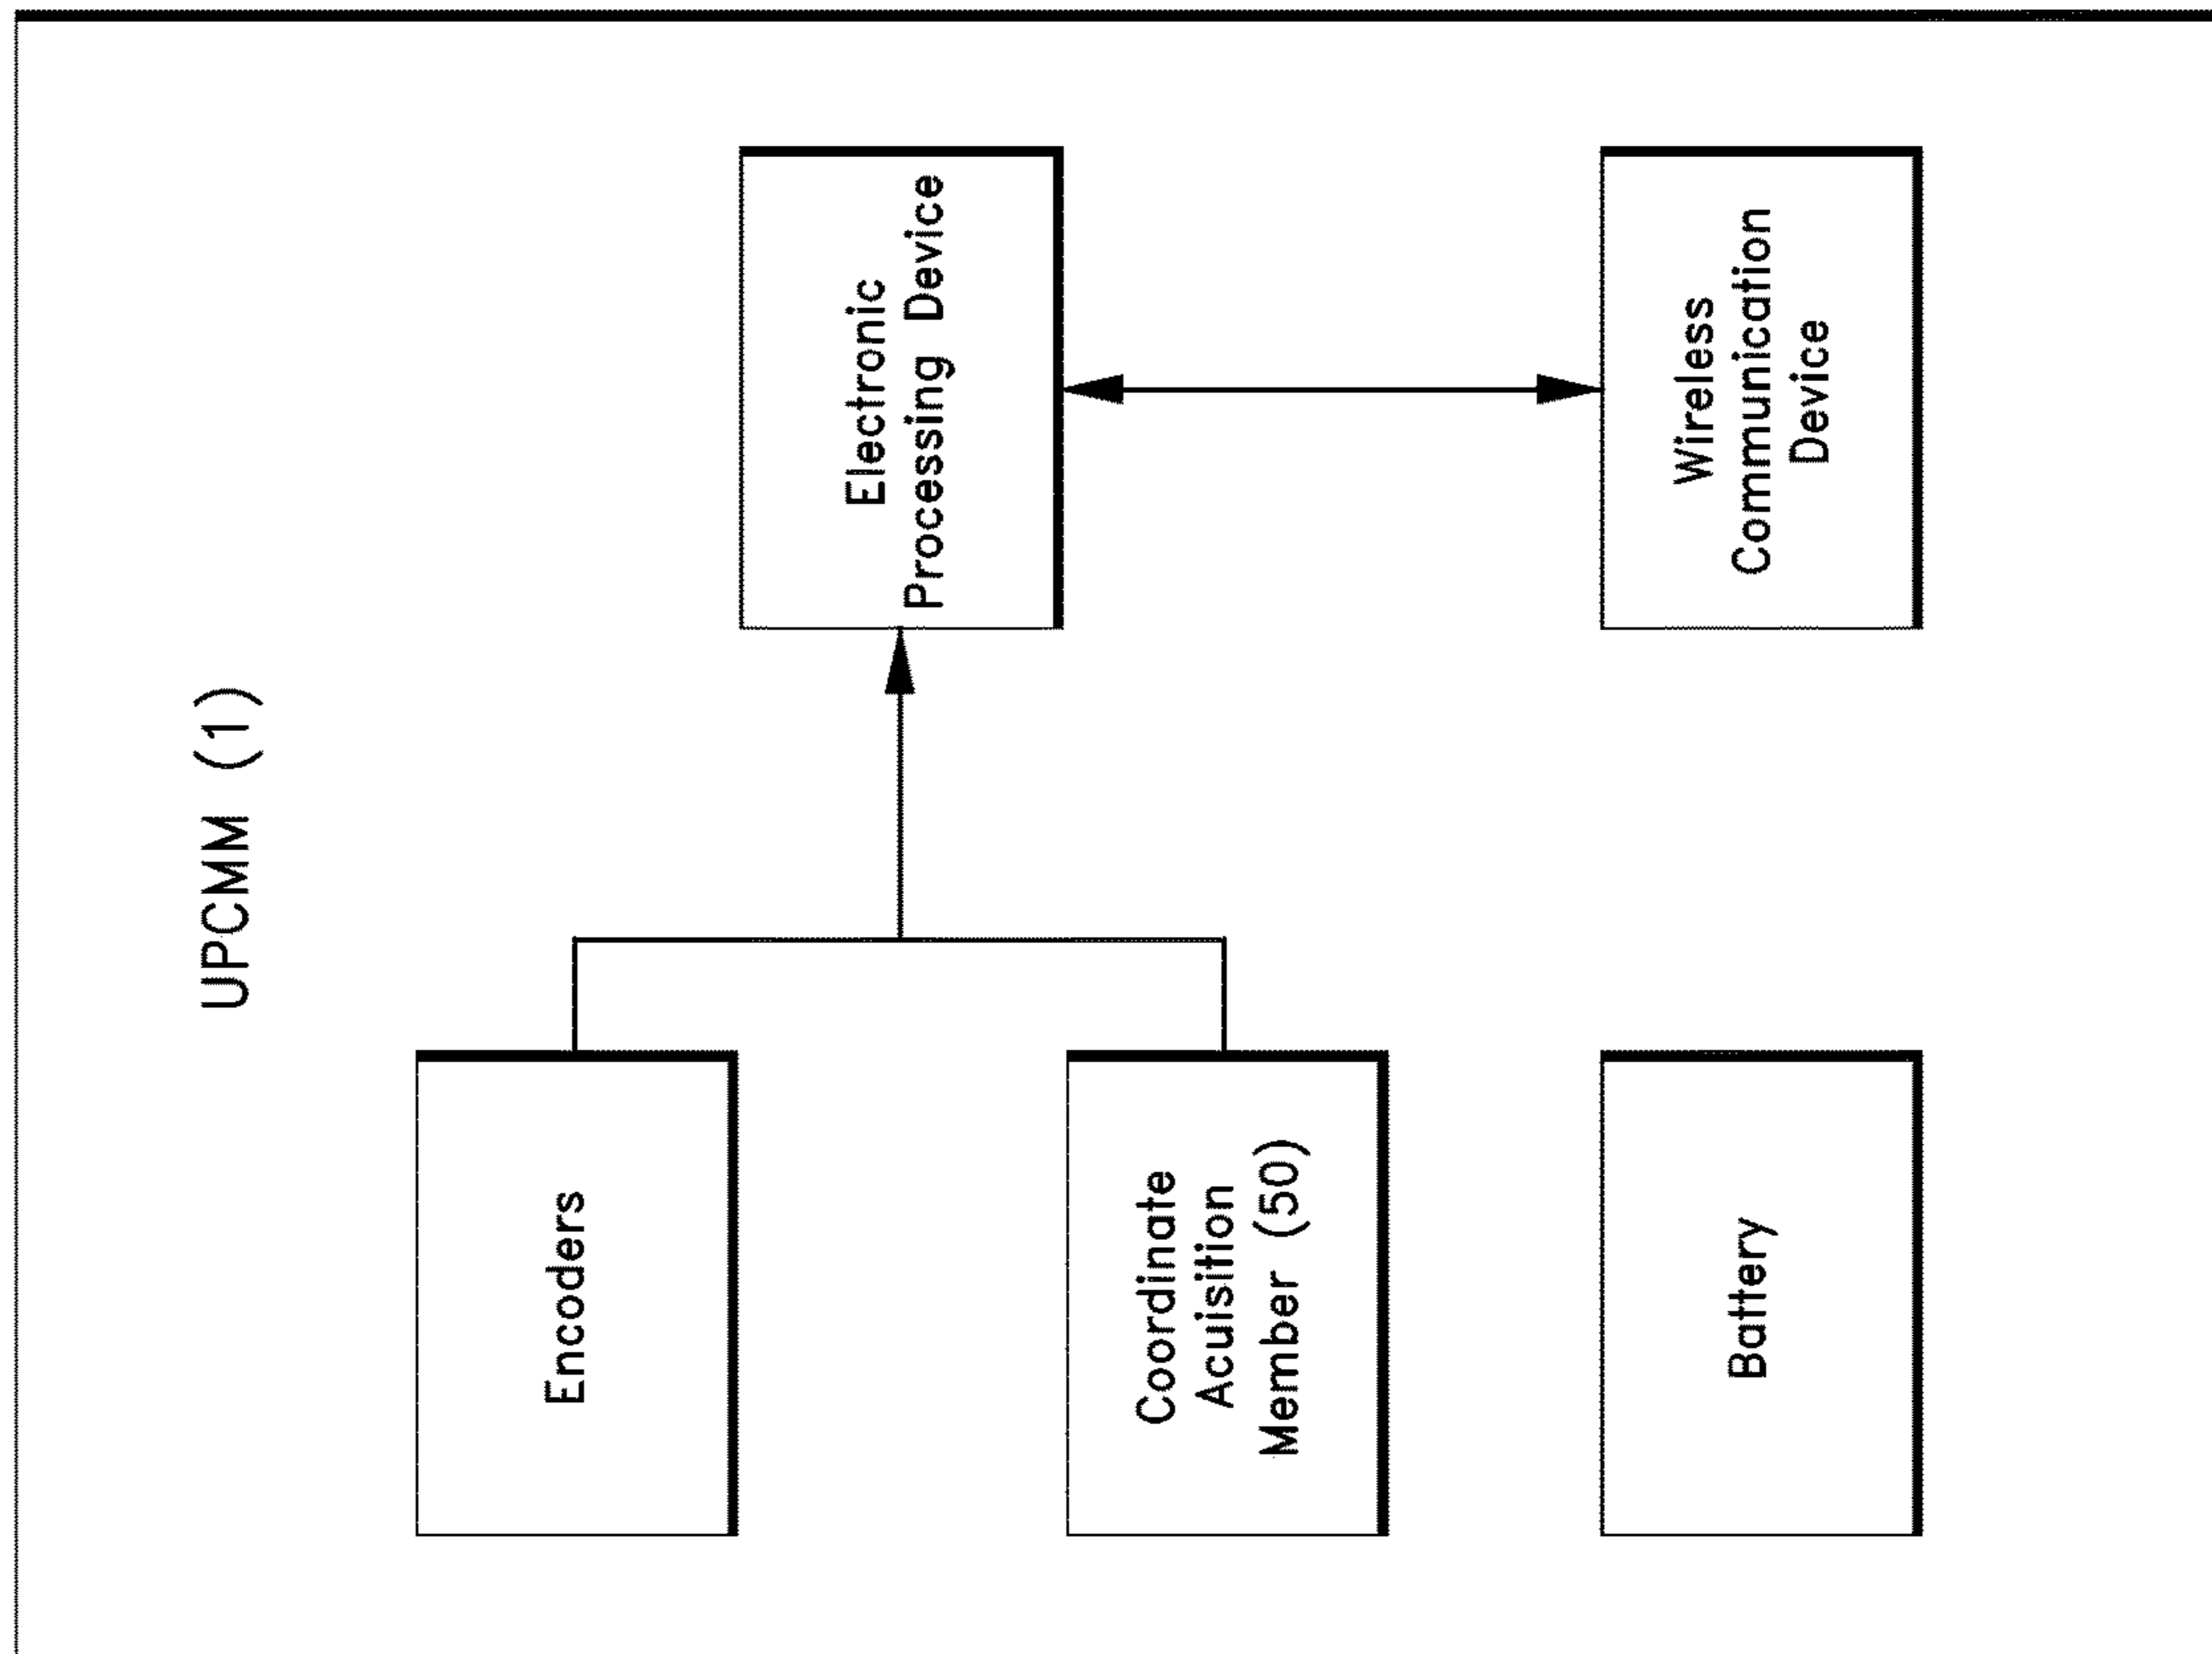 UPCMM (1)
Encoders
Electronic
Processing Device
Coordinate
Acuisition
Member (50)
Battery
Wireless
Communication
Device